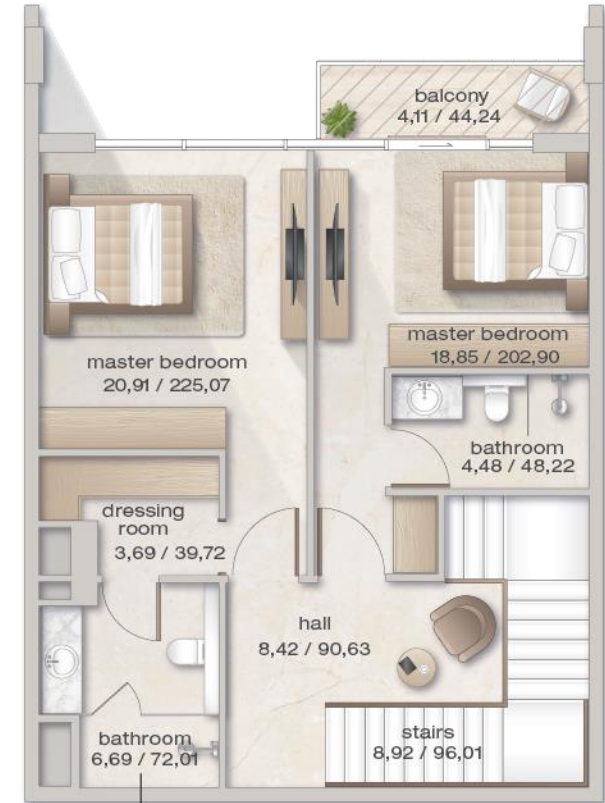 balcony
4,11 / 44,24
master bedroom
20,91 / 225,07
master bedroom
18,85 / 202,90
bathroom
4,48 / 48,22
dressing
room
3,69 / 39,72
hall
8,42 / 90,63
bathroom
6,69 / 72,01
stairs
8,92 / 96,01